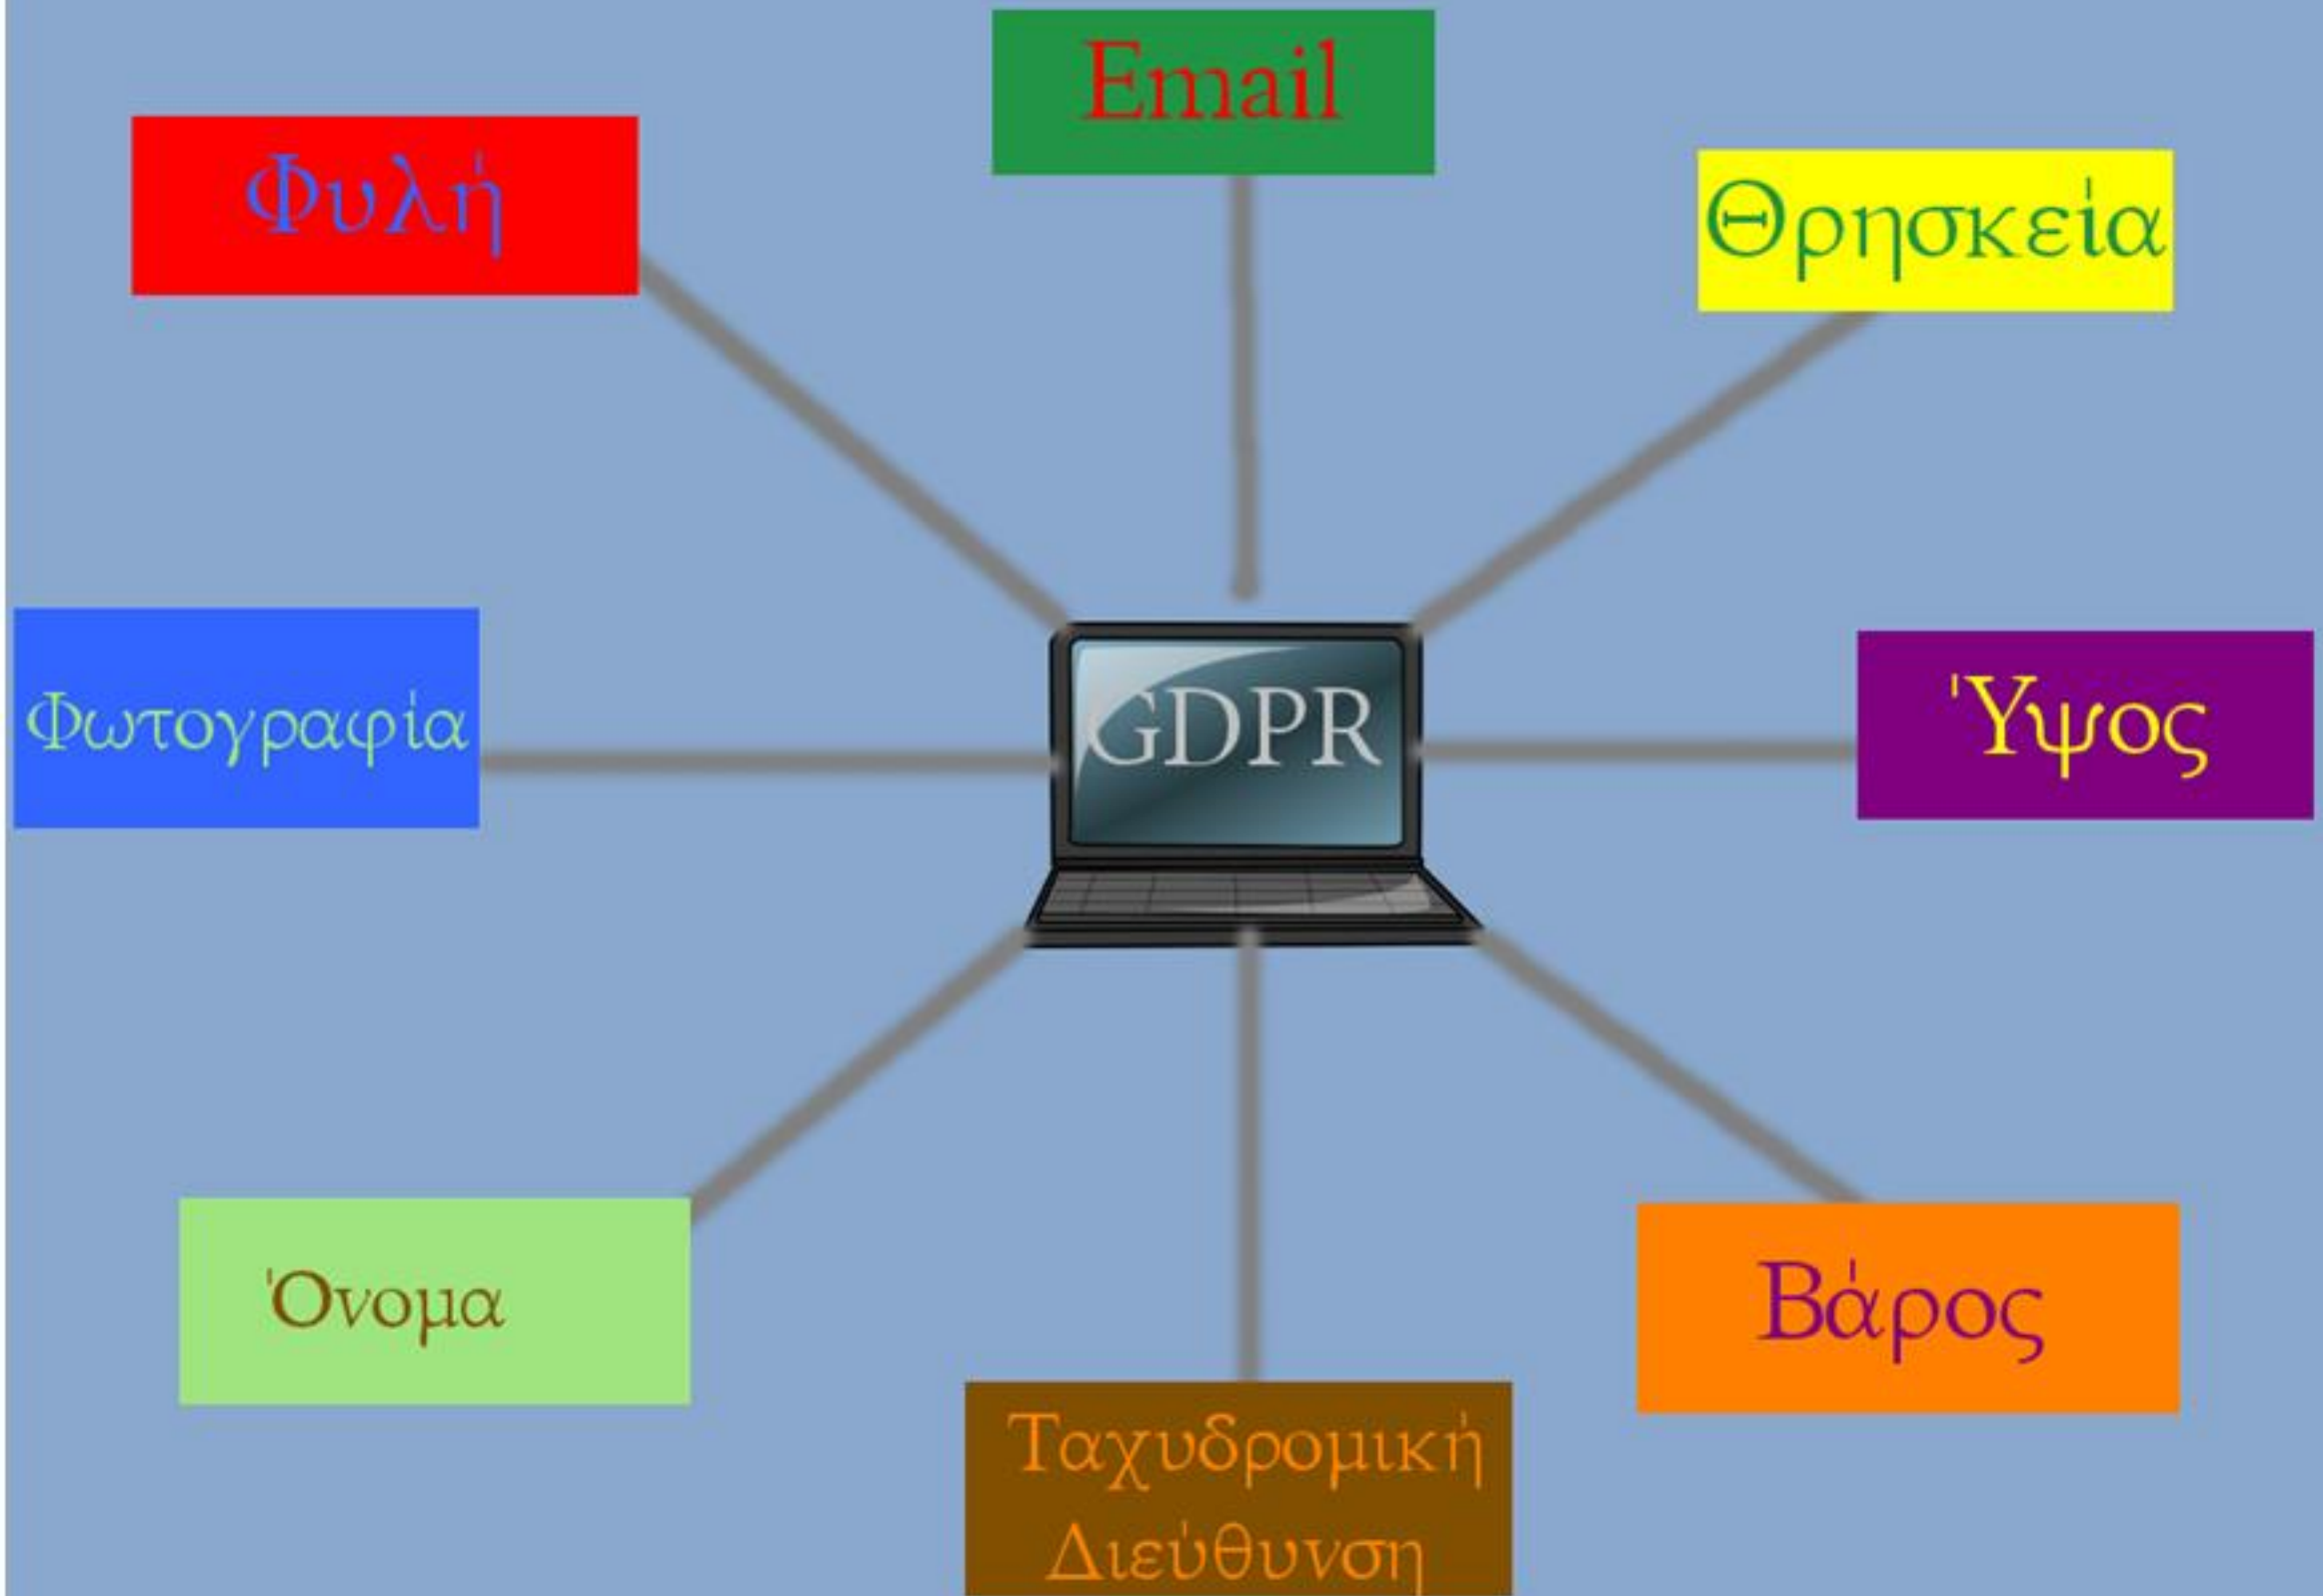 Email
Φυλή
Θρησκεία
Φωτογραφία
GDPR
Ύψος
Όνομα
Βάρος
Ταχυδρομική
Διεύθυνση